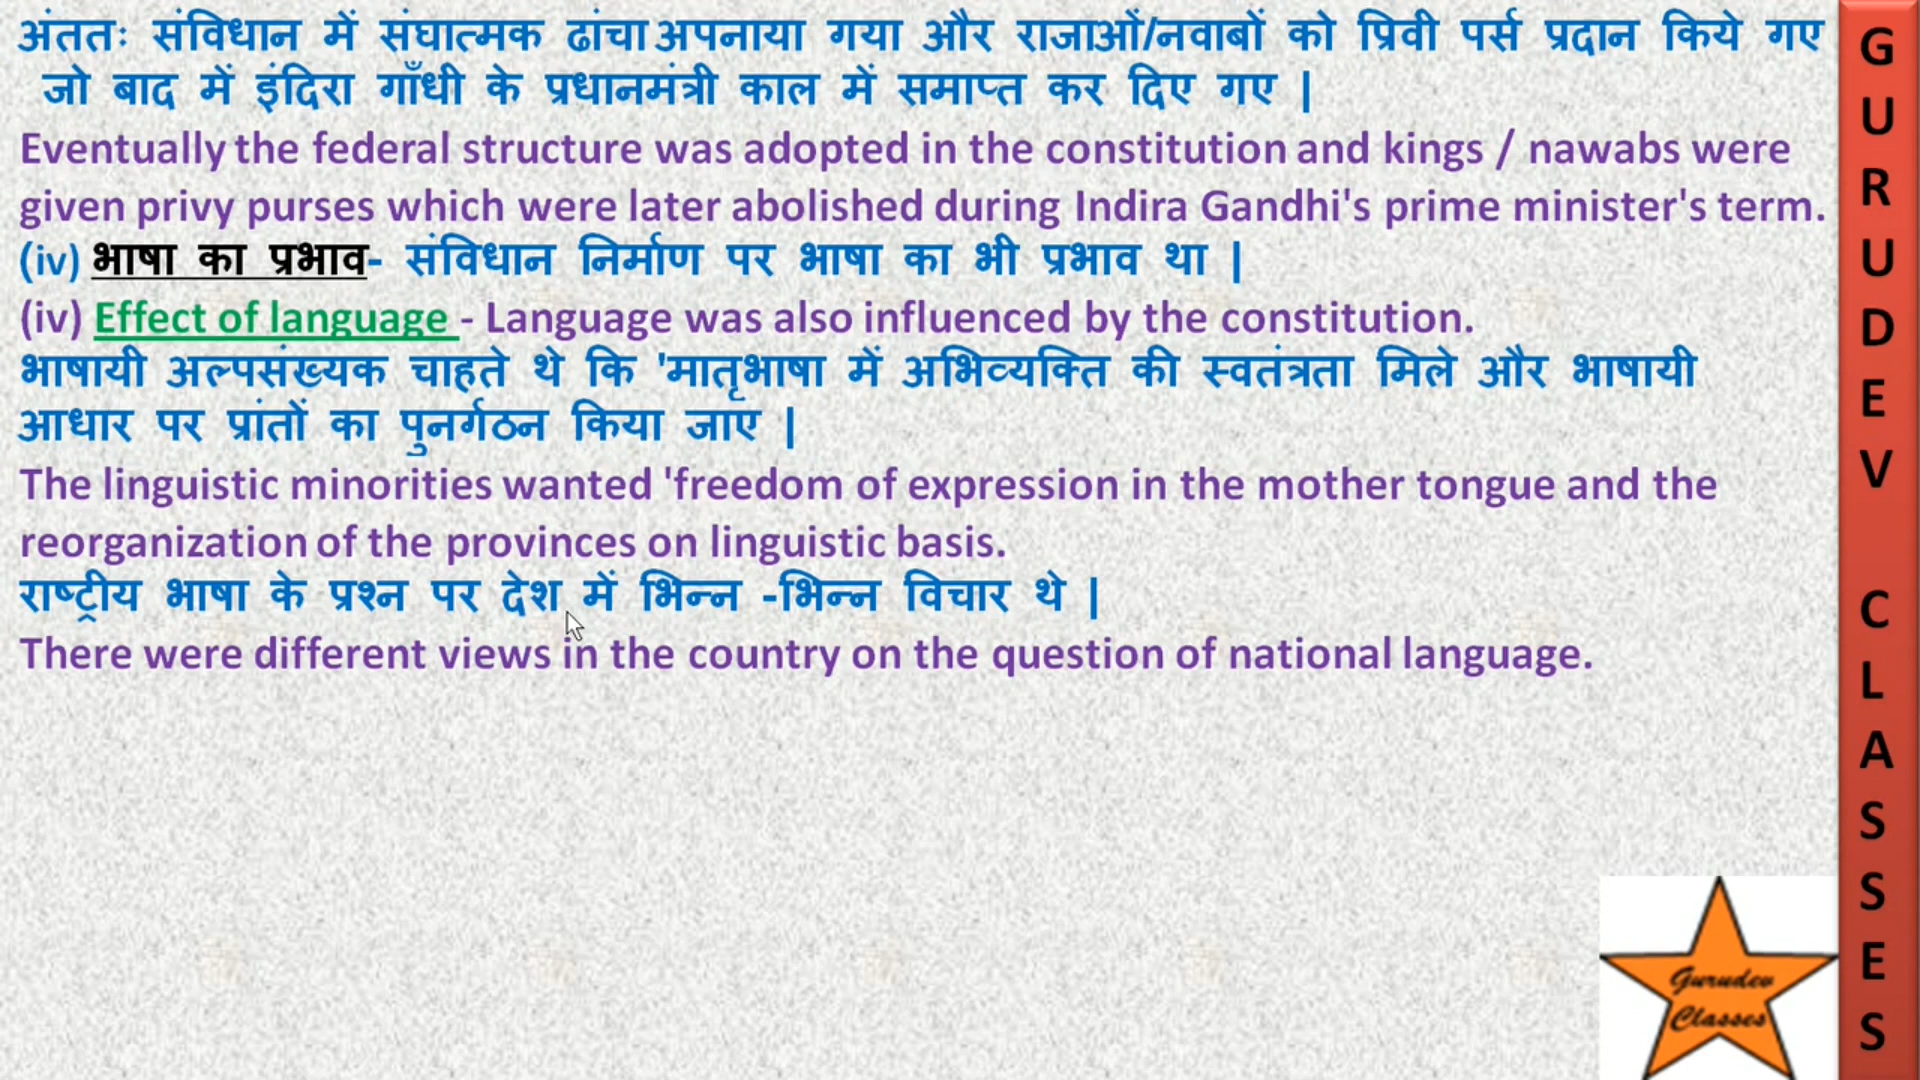 अंततः संविधान में संघात्मक ढांचा अपनाया गया और राजाओं/नवाबों को प्रिवी पर्स प्रदान किये गए
जो बाद में इंदिरा गाँधी के प्रधानमंत्री काल में समाप्त कर दिए गए |
Eventually the federal structure was adopted in the constitution and kings / nawabs were
given privy purses which were later abolished during Indira Gandhi's prime minister's term.
(iv) भाषा का प्रभाव- संविधान निर्माण पर भाषा का भी प्रभाव था |
(iv) Effect of language - Language was also influenced by the constitution.
भाषायी अल्पसंख्यक चाहते थे कि 'मातृभाषा में अभिव्यक्ति की स्वतंत्रता मिले और भाषायी
आधार पर प्रांतों का पुनर्गठन किया जाए |
The linguistic minorities wanted 'freedom of expression in the mother tongue and the
reorganization of the provinces on linguistic basis.
राष्ट्रीय भाषा के प्रश्न पर देश में भिन्न -भिन्न विचार थे |
There were different views in the country on the question of national language.
GURUDEV CLASSES
Gurudev
Classes